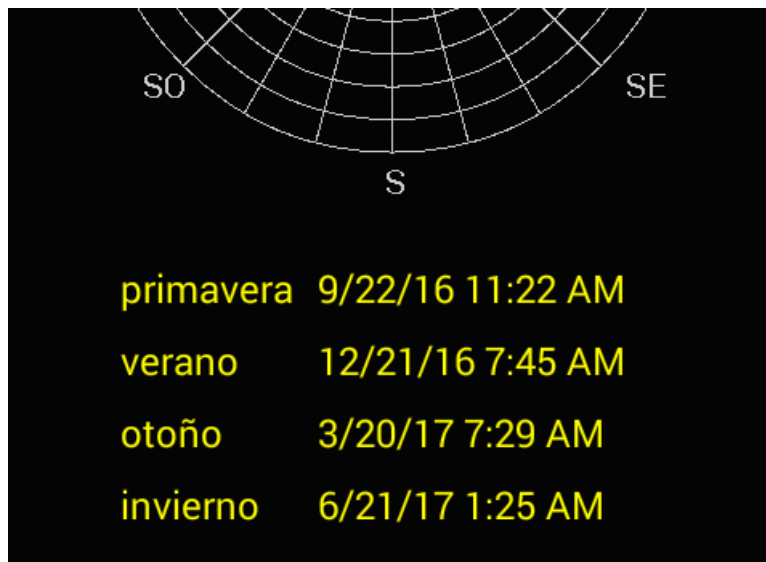 SO SE
S
primavera 9/22/16 11:22 AM
verano 12/21/16 7:45 AM
otoño 3/20/17 7:29 AM
invierno 6/21/17 1:25 AM